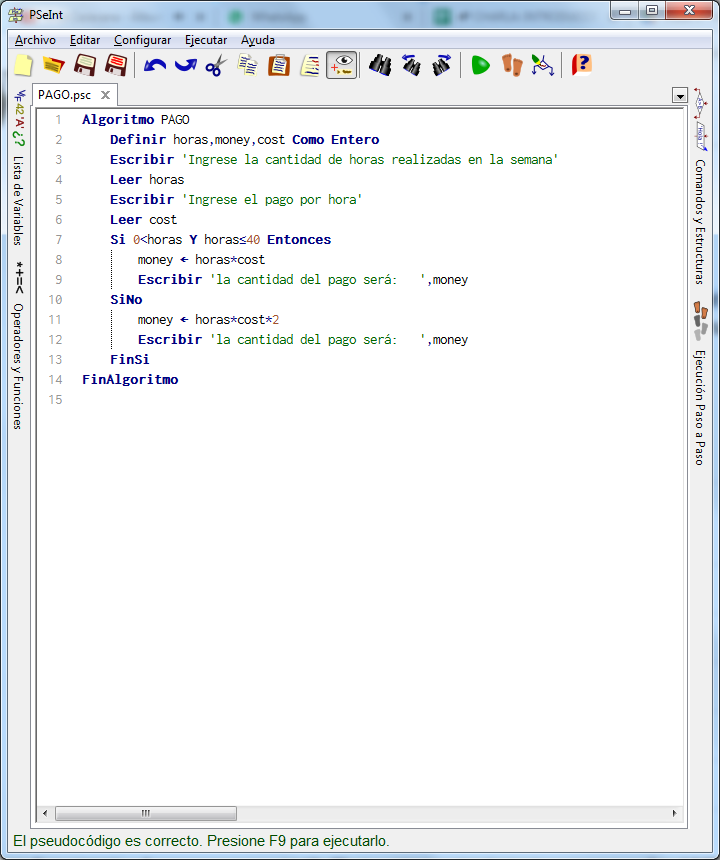 PSeInt
Archivo Editar Configurar Ejecutar Ayuda
PAGO.psc
1 Algoritmo PAGO
2 Definir horas,money,cost Como Entero
3 Escribir 'Ingrese la cantidad de horas realizadas en la semana'
4 Leer horas
5 Escribir 'Ingrese el pago por hora'
6 Leer cost
7 Si 0<horas Y horas≤40 Entonces
8 money ← horas*cost
9 Escribir 'la cantidad del pago será:   ',money
10 SiNo
11 money ← horas*cost*2
12 Escribir 'la cantidad del pago será:   ',money
13 FinSi
14 FinAlgoritmo
15
Lista de Variables
*+=< Operadores y Funciones
Comandos y Estructuras
Ejecución Paso a Paso
El pseudocódigo es correcto. Presione F9 para ejecutarlo.